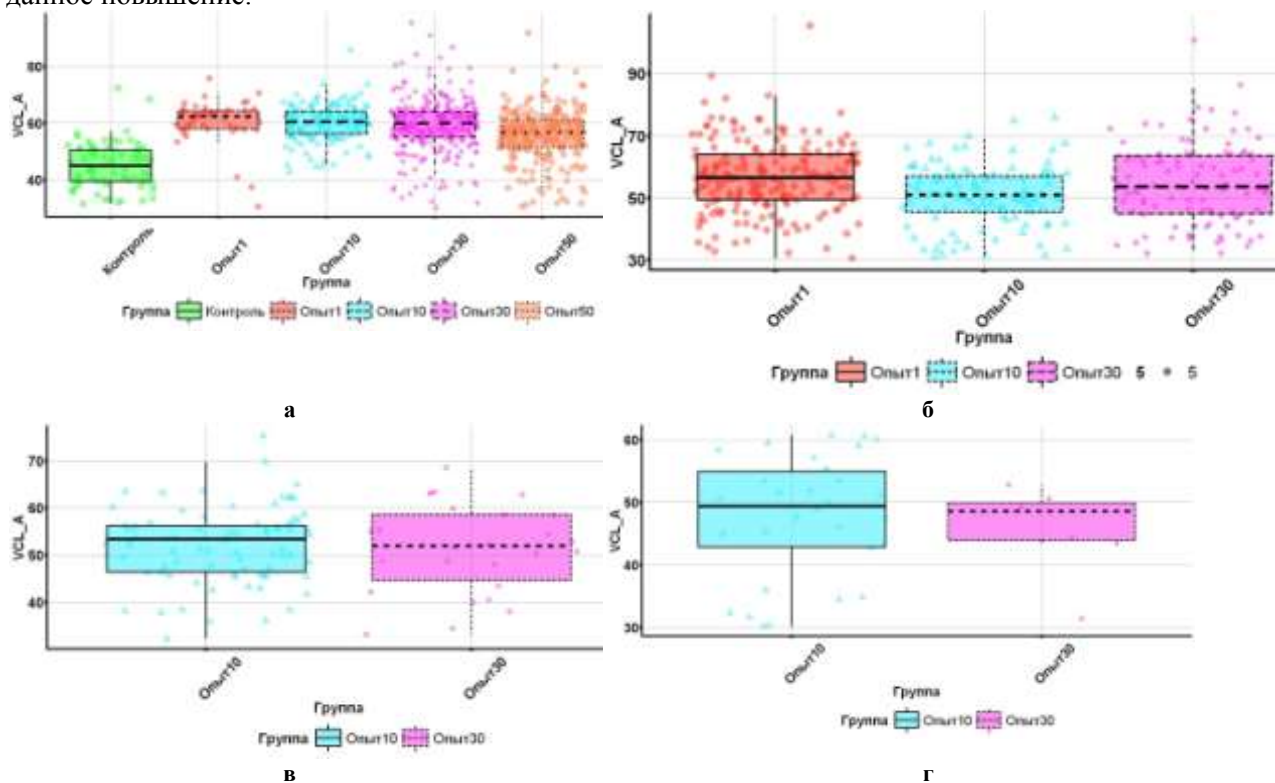 данное повышение.
80
60
40
VCL_A
Контроль
Опыт1
Опыт10
Опыт30
Опыт50
Группа
Группа Контроль Опыт1 Опыт10 Опыт30 Опыт50
а
90
70
50
30
VCL_A
Опыт1
Опыт10
Опыт30
Группа
Группа Опыт1 Опыт10 Опыт30 5 5
б
70
60
50
40
VCL_A
Опыт10
Опыт30
Группа
Группа Опыт10 Опыт30
в
60
50
40
30
VCL_A
Опыт10
Опыт30
Группа
Группа Опыт10 Опыт30
г